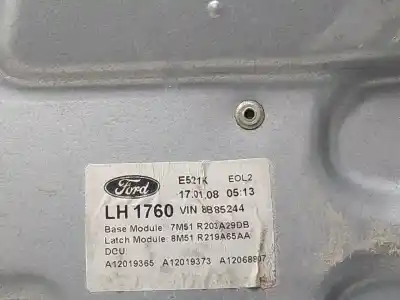 Ford
E521K EOL2
17.01.08 05:13
LH 1760 VIN 8B85244
Base Module: 7M51 R203A29DB
Latch Module: 8M51 R219A65AA
DCU:
A12019365 A12019373 A12068907